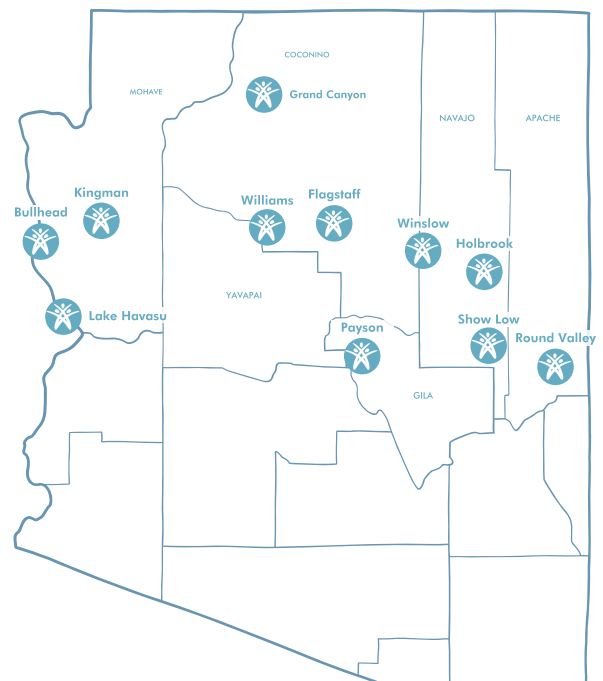 COCONINO
MOHAVE
Grand Canyon
NAVAJO
APACHE
Kingman
Williams
Flagstaff
Bullhead
Winslow
Holbrook
YAVAPAI
Lake Havasu
Show Low
Payson
Round Valley
GILA